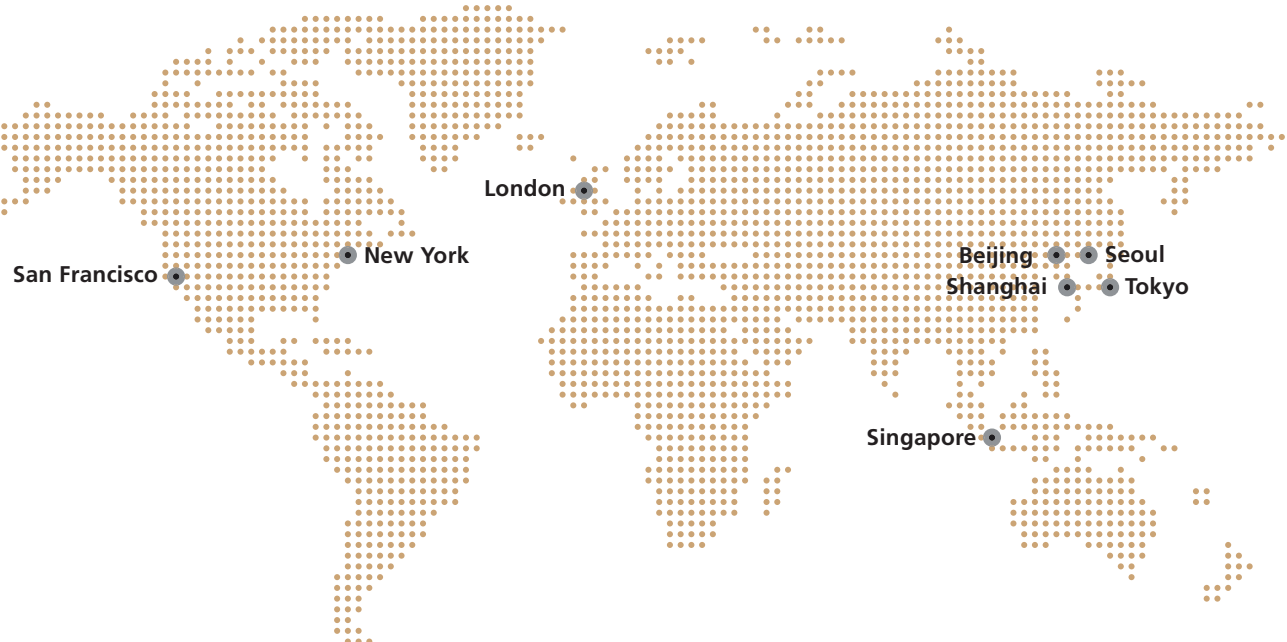 London
New York
San Francisco
Beijing
Seoul
Shanghai
Tokyo
Singapore